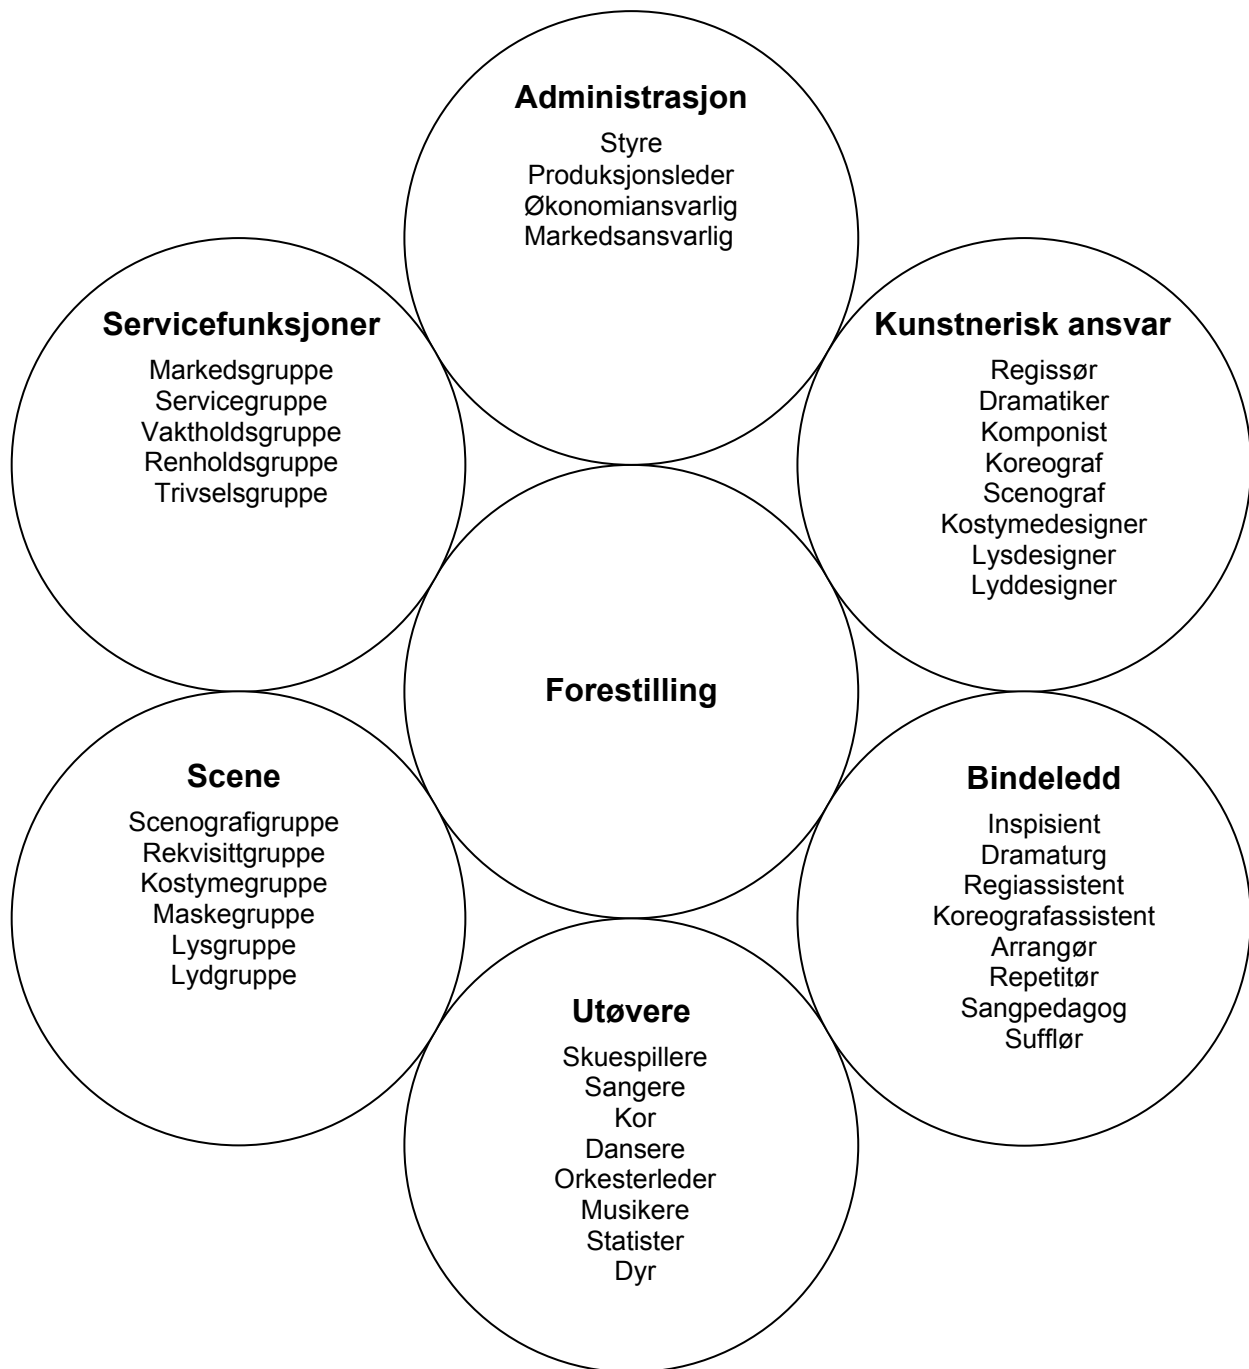 Administrasjon
Styre
Produksjonsleder
Økonomiansvarlig
Markedsansvarlig
Servicefunksjoner
Markedsgruppe
Servicegruppe
Vaktholdsgruppe
Renholdsgruppe
Trivselsgruppe
Kunstnerisk ansvar
Regissør
Dramatiker
Komponist
Koreograf
Scenograf
Kostymedesigner
Lysdesigner
Lyddesigner
Forestilling
Scene
Scenografigruppe
Rekvisittgruppe
Kostymegruppe
Maskegruppe
Lysgruppe
Lydgruppe
Bindeledd
Inspisient
Dramaturg
Regiassistent
Koreografassistent
Arrangør
Repetitør
Sangpedagog
Sufflør
Utøvere
Skuespillere
Sangere
Kor
Dansere
Orkesterleder
Musikere
Statister
Dyr